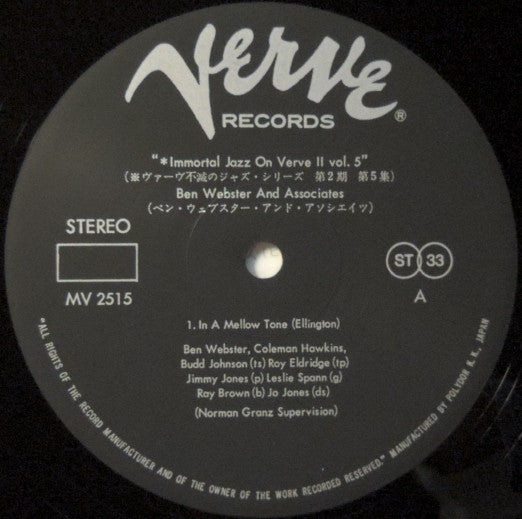 Verve
RECORDS ®
"*Immortal Jazz On Verve II vol. 5"
(※ヴァーヴ不滅のジャズ・シリーズ 第2期 第5集)
Ben Webster And Associates
(ベン・ウェブスター・アンド・アソシエイツ)
STEREO
MV 2515
ST 33
A
1. In A Mellow Tone (Ellington)
Ben Webster, Coleman Hawkins,
Budd Johnson (ts) Roy Eldridge (tp)
Jimmy Jones (p) Leslie Spann (g)
Ray Brown (b) Jo Jones (ds)
(Norman Granz Supervision)
"ALL RIGHTS OF THE RECORD MANUFACTURER AND OF THE OWNER OF THE WORK RECORDED RESERVED." MANUFACTURED BY POLYDOR K.K. JAPAN